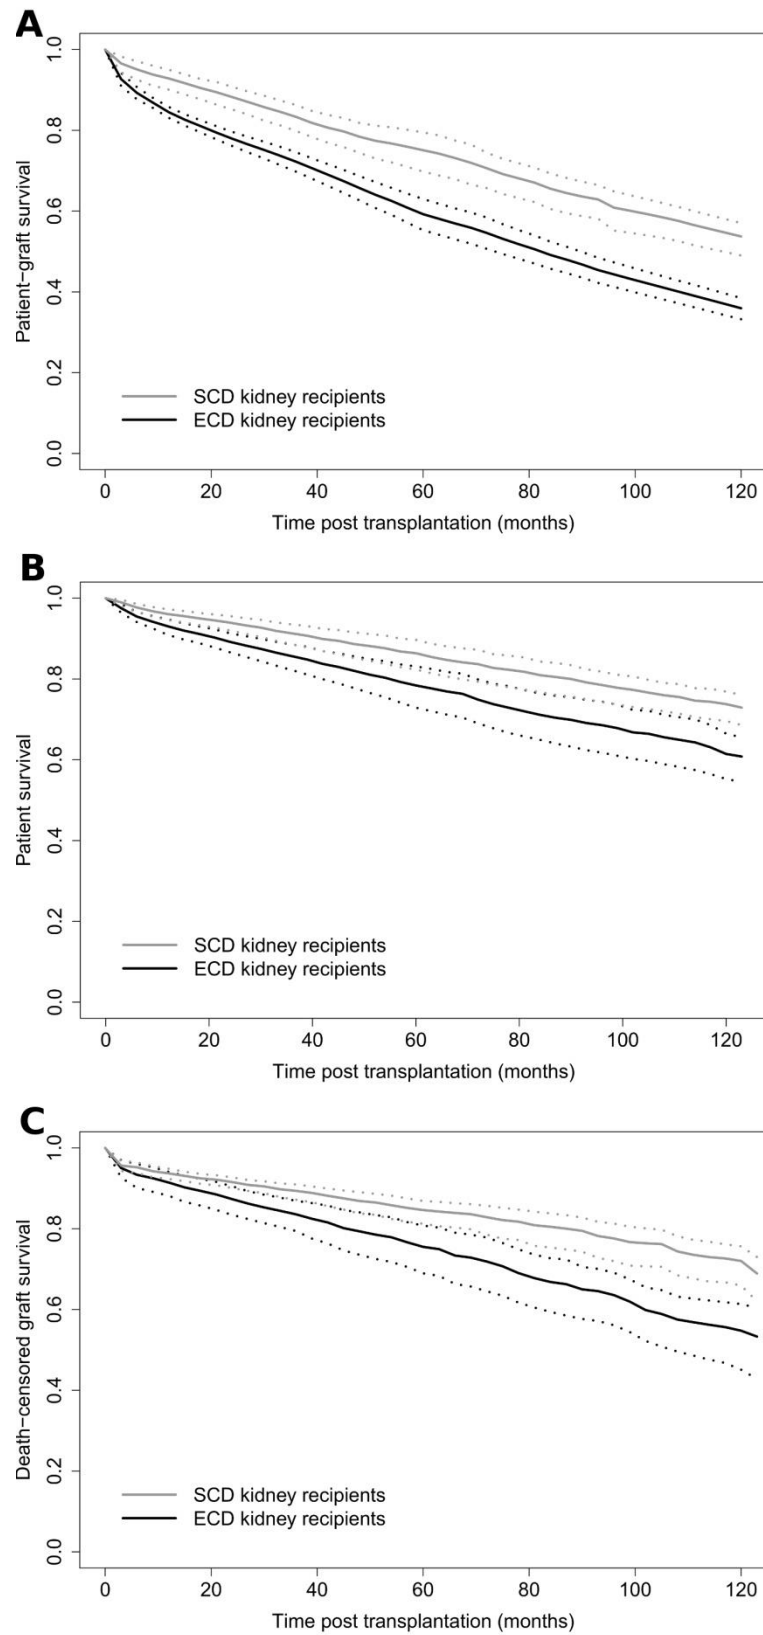 A
Patient-graft survival
1.0
0.8
0.6
0.4
0.2
0.0
SCD kidney recipients
ECD kidney recipients
0 20 40 60 80 100 120
Time post transplantation (months)
B
Patient survival
1.0
0.8
0.6
0.4
0.2
0.0
SCD kidney recipients
ECD kidney recipients
0 20 40 60 80 100 120
Time post transplantation (months)
C
Death-censored graft survival
1.0
0.8
0.6
0.4
0.2
0.0
SCD kidney recipients
ECD kidney recipients
0 20 40 60 80 100 120
Time post transplantation (months)